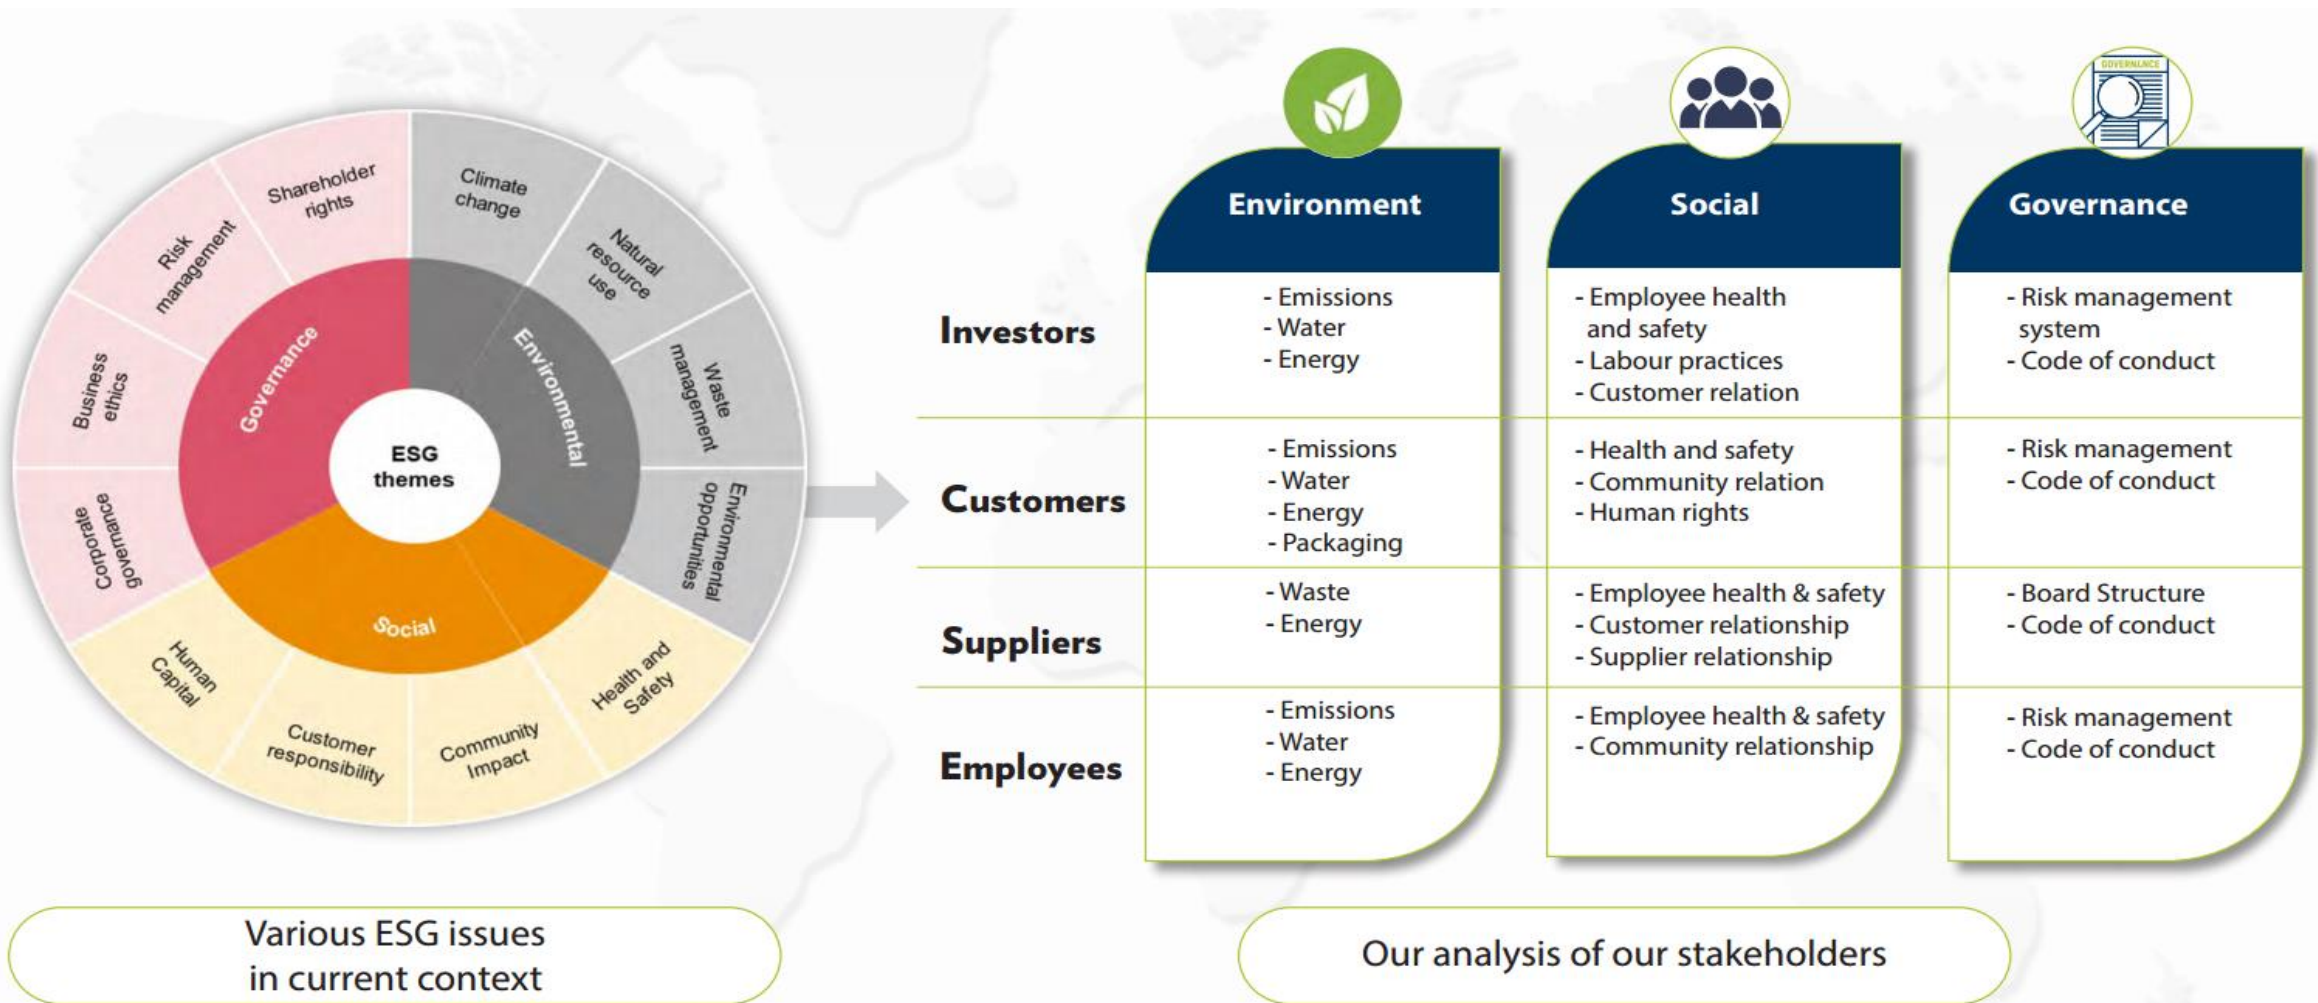 Shareholder
rights
Climate
change
Risk
management
Natural
resource
use
Business
ethics
Waste
management
Corporate
governance
Environmental
opportunities
Human
Capital
Customer
responsibility
Community
Impact
Health and
Safety
Governance
Environmental
Social
ESG
themes
Various ESG issues
in current context
GOVERNANCE
Environment
Social
Governance
Investors
- Emissions
- Water
- Energy
- Employee health
and safety
- Labour practices
- Customer relation
- Risk management
system
- Code of conduct
Customers
- Emissions
- Water
- Energy
- Packaging
- Health and safety
- Community relation
- Human rights
- Risk management
- Code of conduct
Suppliers
- Waste
- Energy
- Employee health & safety
- Customer relationship
- Supplier relationship
- Board Structure
- Code of conduct
Employees
- Emissions
- Water
- Energy
- Employee health & safety
- Community relationship
- Risk management
- Code of conduct
Our analysis of our stakeholders